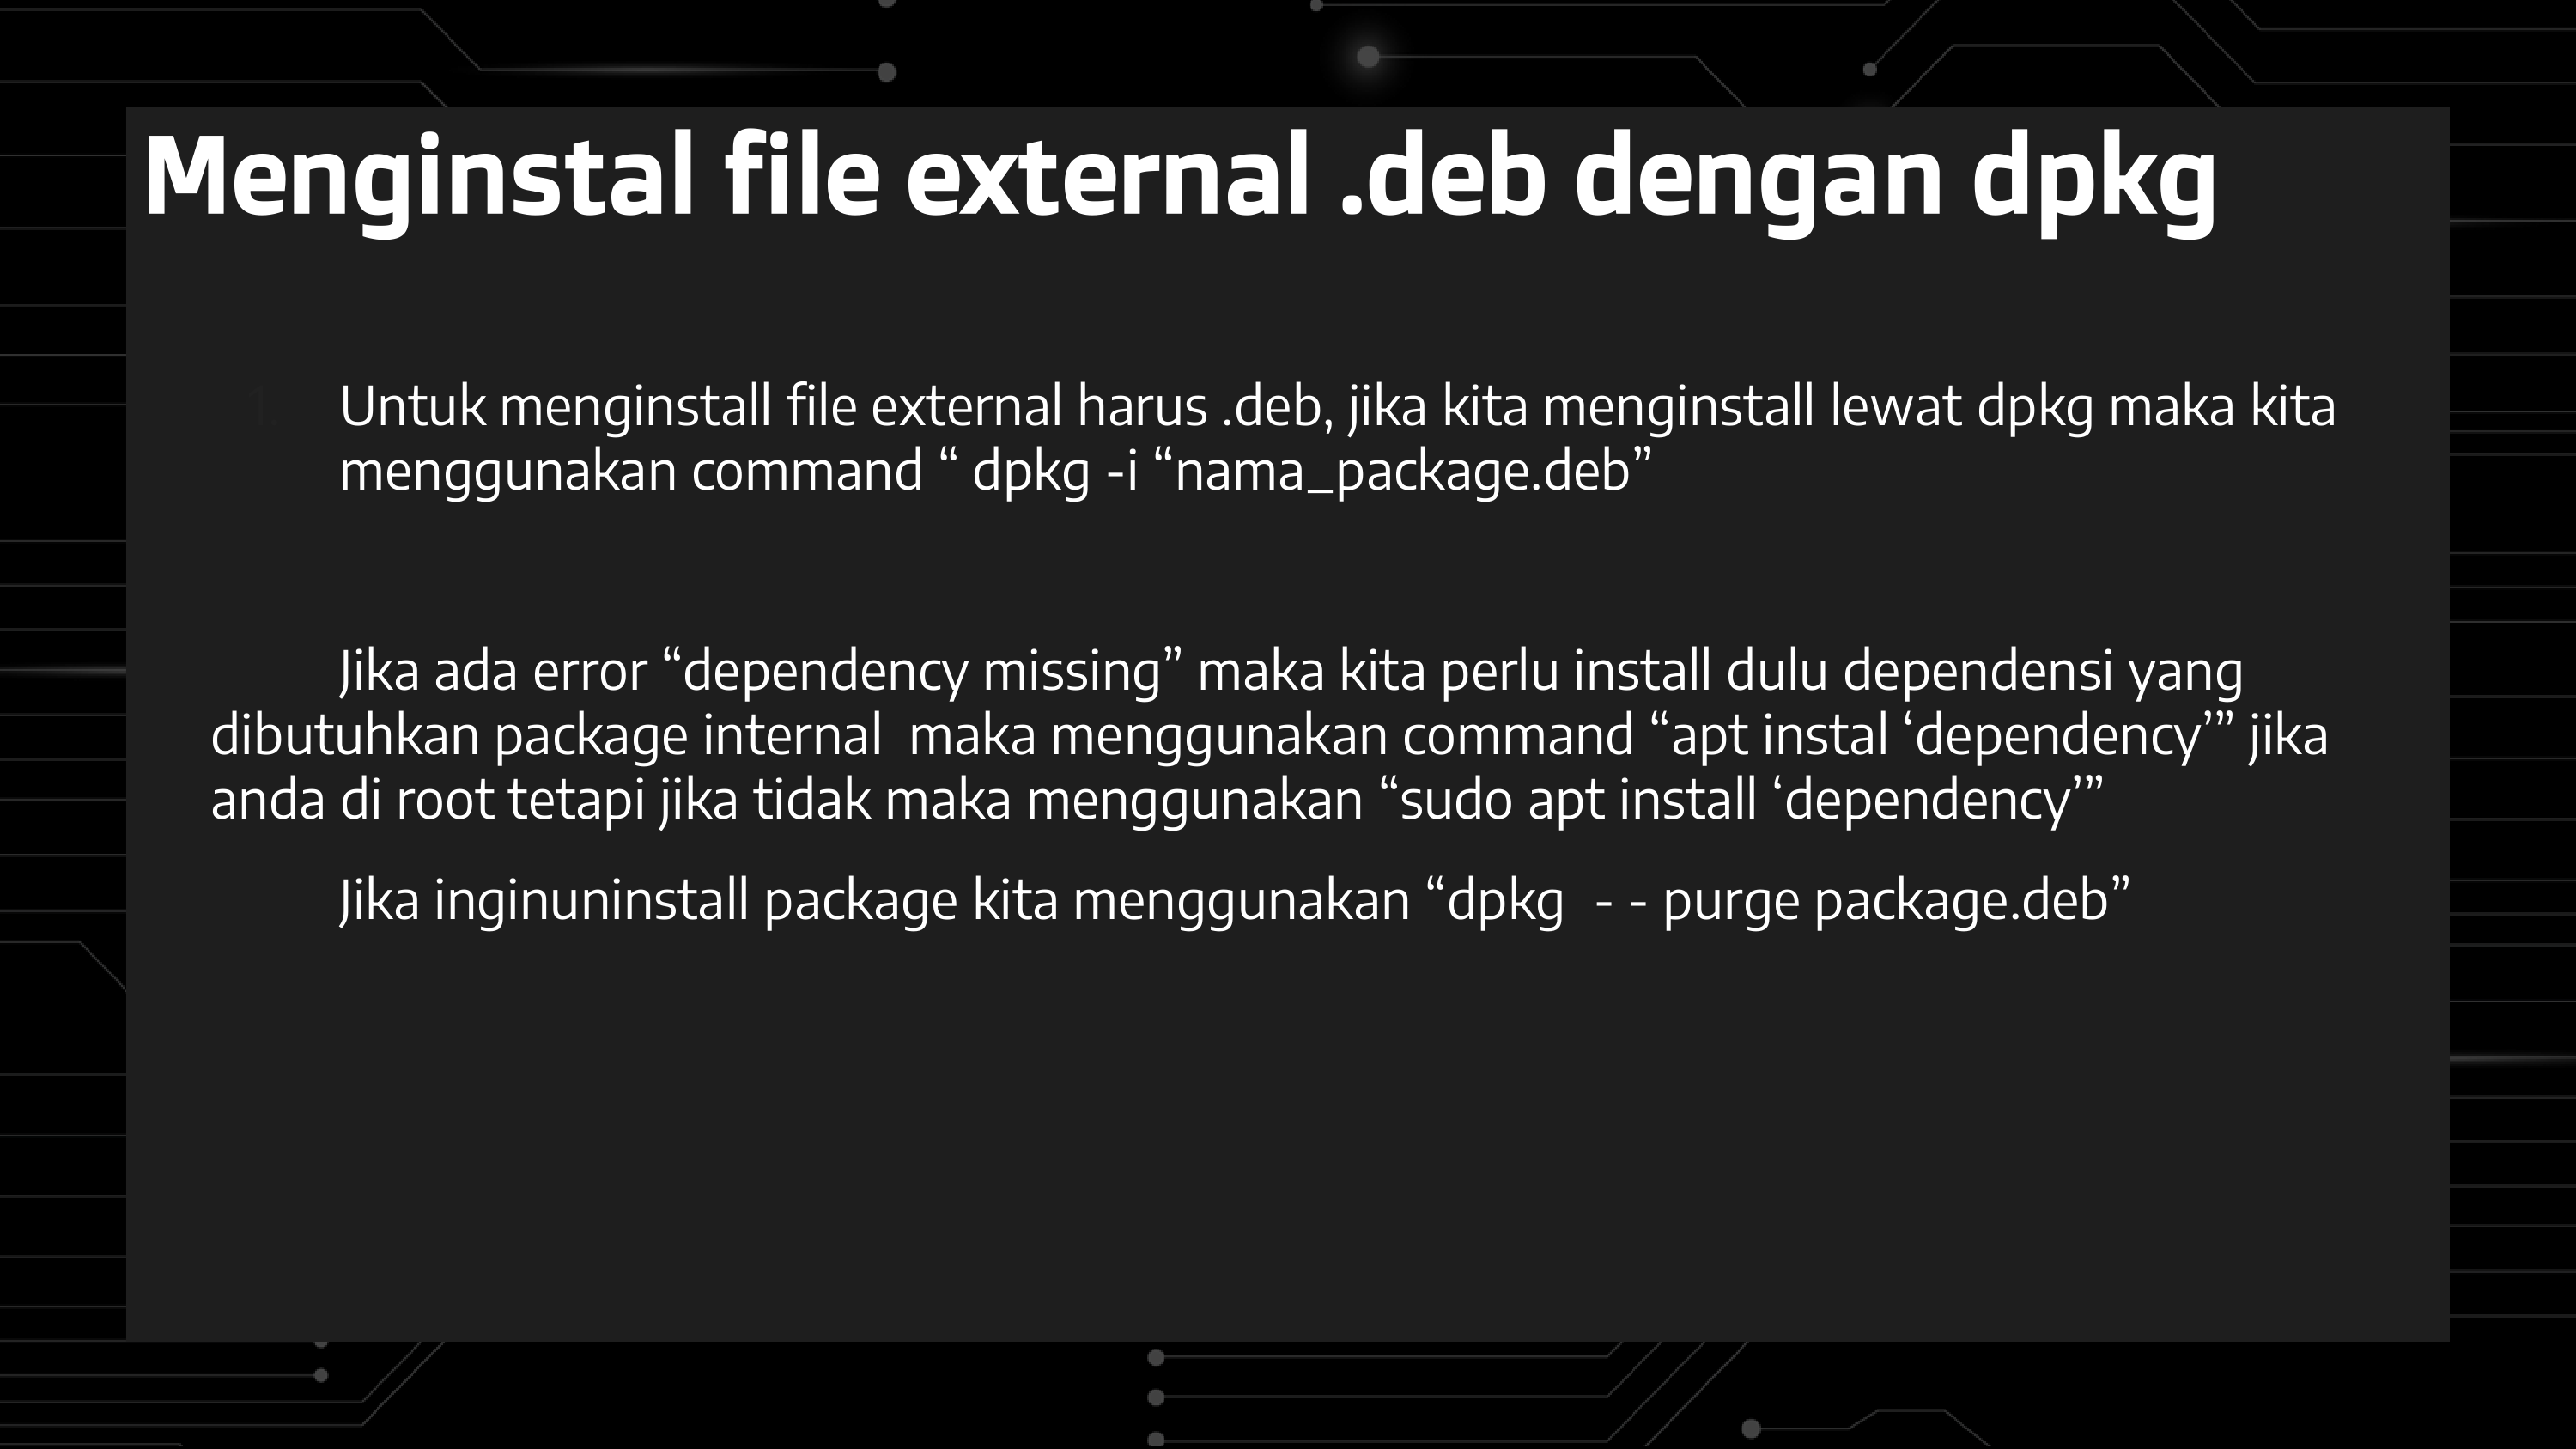 Menginstal file external .deb dengan dpkg
1. Untuk menginstall file external harus .deb, jika kita menginstall lewat dpkg maka kita
menggunakan command “ dpkg -i “nama_package.deb”
Jika ada error “dependency missing” maka kita perlu install dulu dependensi yang
dibutuhkan package internal  maka menggunakan command “apt instal ‘dependency’” jika
anda di root tetapi jika tidak maka menggunakan “sudo apt install ‘dependency’”
Jika inginuninstall package kita menggunakan “dpkg  - - purge package.deb”